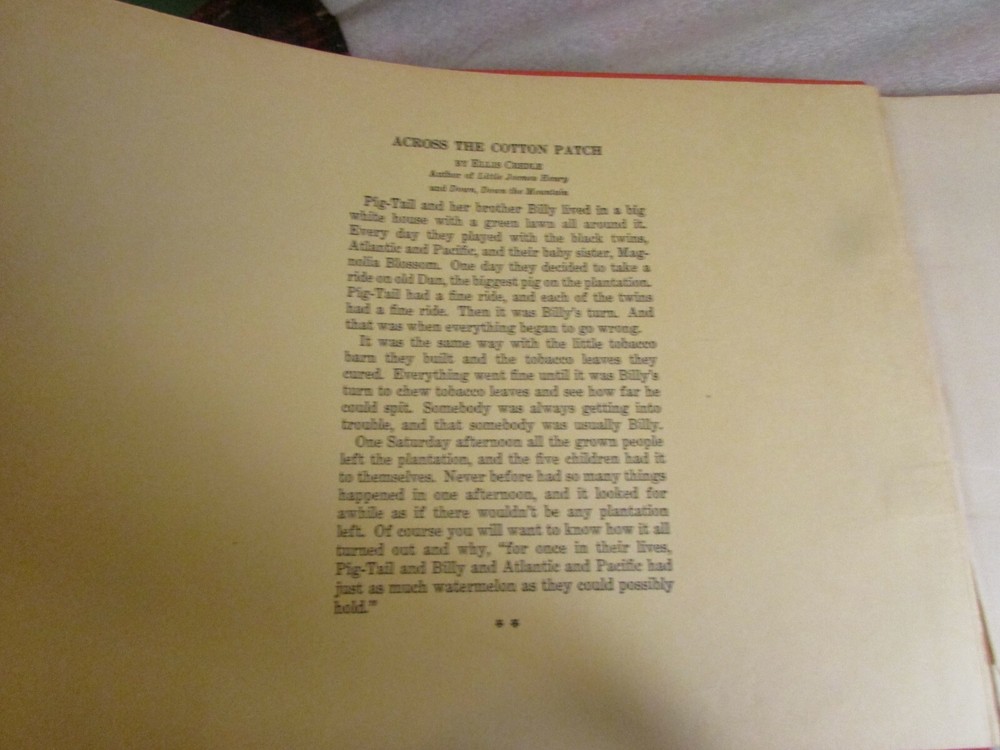 ACROSS THE COTTON PATCH
BY ELLIS CREDLE
Author of Little Jeemes Henry
and Down, Down the Mountain
Pig-Tail and her brother Billy lived in a big
white house with a green lawn all around it.
Every day they played with the black twins,
Atlantic and Pacific, and their baby sister, Mag-
nolia Blossom. One day they decided to take a
ride on old Dan, the biggest pig on the plantation.
Pig-Tail had a fine ride, and each of the twins
had a fine ride. Then it was Billy's turn. And
that was when everything began to go wrong.
It was the same way with the little tobacco
barn they built and the tobacco leaves they
cured. Everything went fine until it was Billy's
turn to chew tobacco leaves and see how far he
could spit. Somebody was always getting into
trouble, and that somebody was usually Billy.
One Saturday afternoon all the grown people
left the plantation, and the five children had it
to themselves. Never before had so many things
happened in one afternoon, and it looked for
awhile as if there wouldn't be any plantation
left. Of course you will want to know how it all
turned out and why, "for once in their lives,
Pig-Tail and Billy and Atlantic and Pacific had
just as much watermelon as they could possibly
hold."
* *